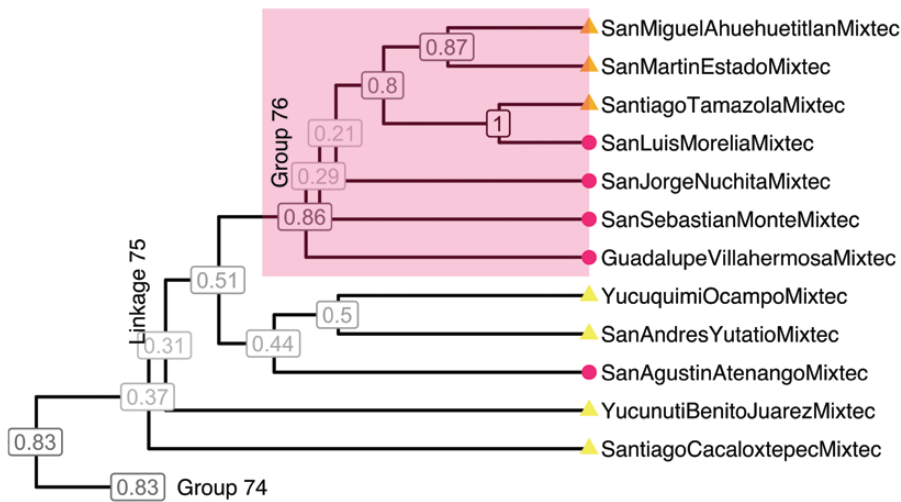 SanMiguelAhuehuetitlanMixtec
0.87
SanMartinEstadoMixtec
0.8
SantiagoTamazolaMixtec
1
0.21
SanLuisMoreliaMixtec
Group 76
0.29
SanJorgeNuchitaMixtec
0.86
SanSebastianMonteMixtec
GuadalupeVillahermosaMixtec
Linkage 75
0.51
YucuquimiOcampoMixtec
0.5
SanAndresYutatioMixtec
0.31
0.44
SanAgustinAtenangoMixtec
0.37
YucunutiBenitoJuarezMixtec
0.83
SantiagoCacaloxtepecMixtec
0.83 Group 74